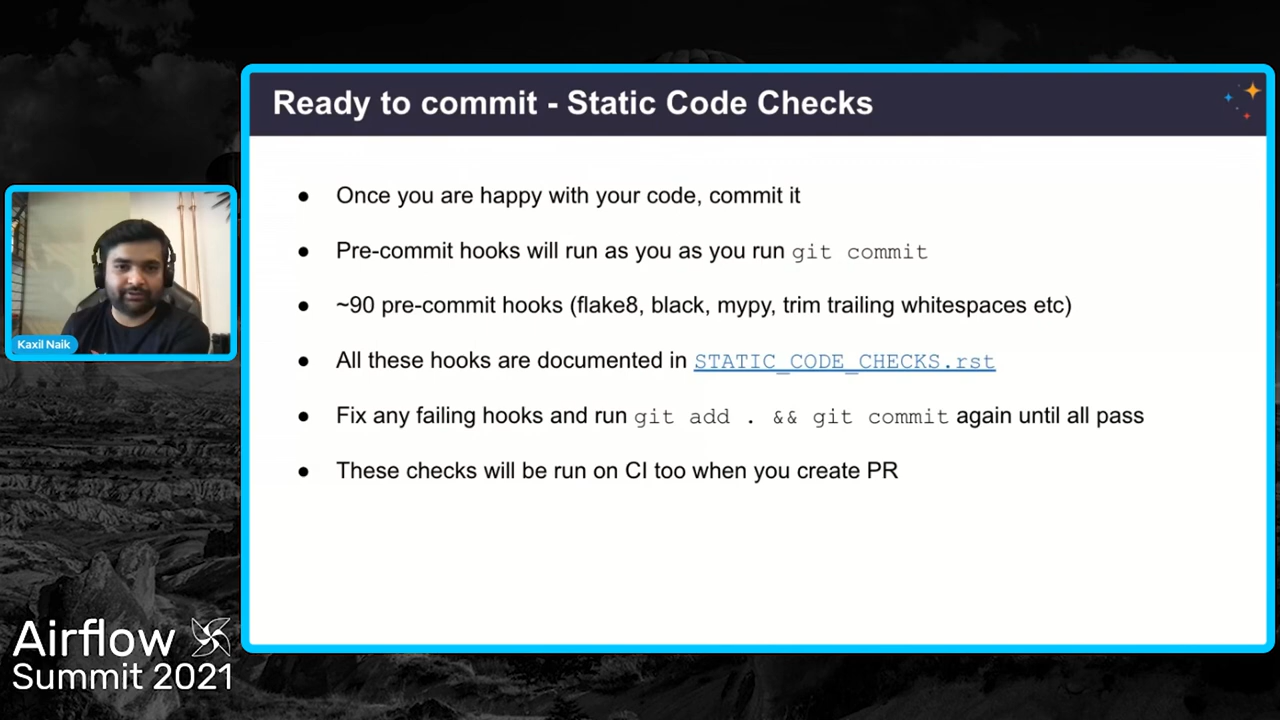 Ready to commit - Static Code Checks
● Once you are happy with your code, commit it
● Pre-commit hooks will run as you as you run git commit
● ~90 pre-commit hooks (flake8, black, mypy, trim trailing whitespaces etc)
● All these hooks are documented in STATIC_CODE_CHECKS.rst
● Fix any failing hooks and run git add . && git commit again until all pass
● These checks will be run on CI too when you create PR
Kaxil Naik
Airflow
Summit 2021